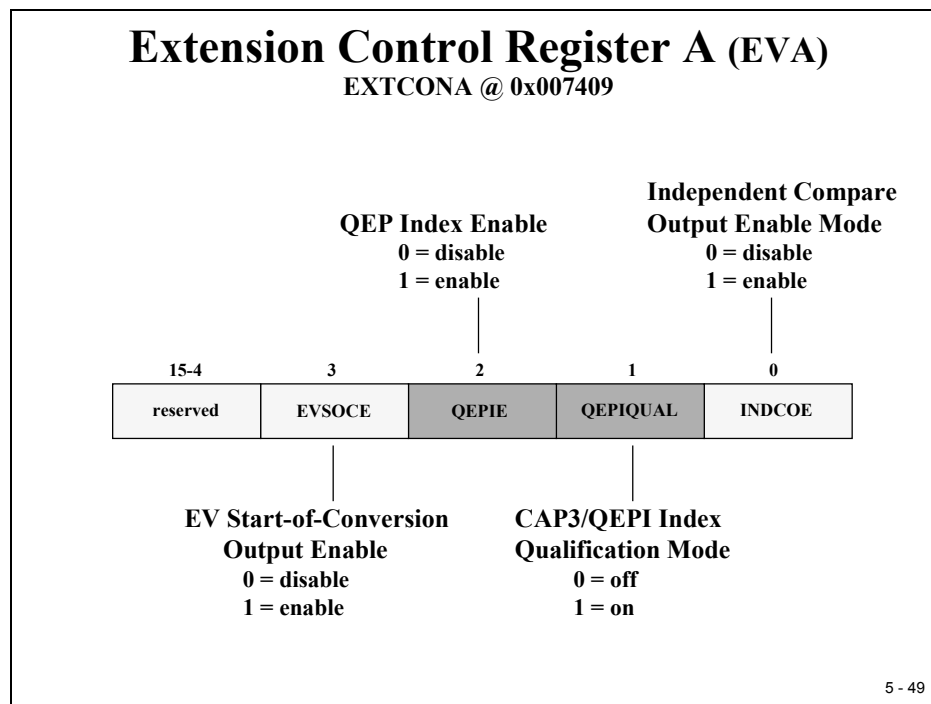 Extension Control Register A (EVA)
EXTCONA @ 0x007409
Independent Compare
Output Enable Mode
0 = disable
1 = enable
QEP Index Enable
0 = disable
1 = enable
15-4 3 2 1 0
reserved EVSOCE QEPIE QEPIQUAL INDCOE
EV Start-of-Conversion
Output Enable
0 = disable
1 = enable
CAP3/QEPI Index
Qualification Mode
0 = off
1 = on
5 - 49